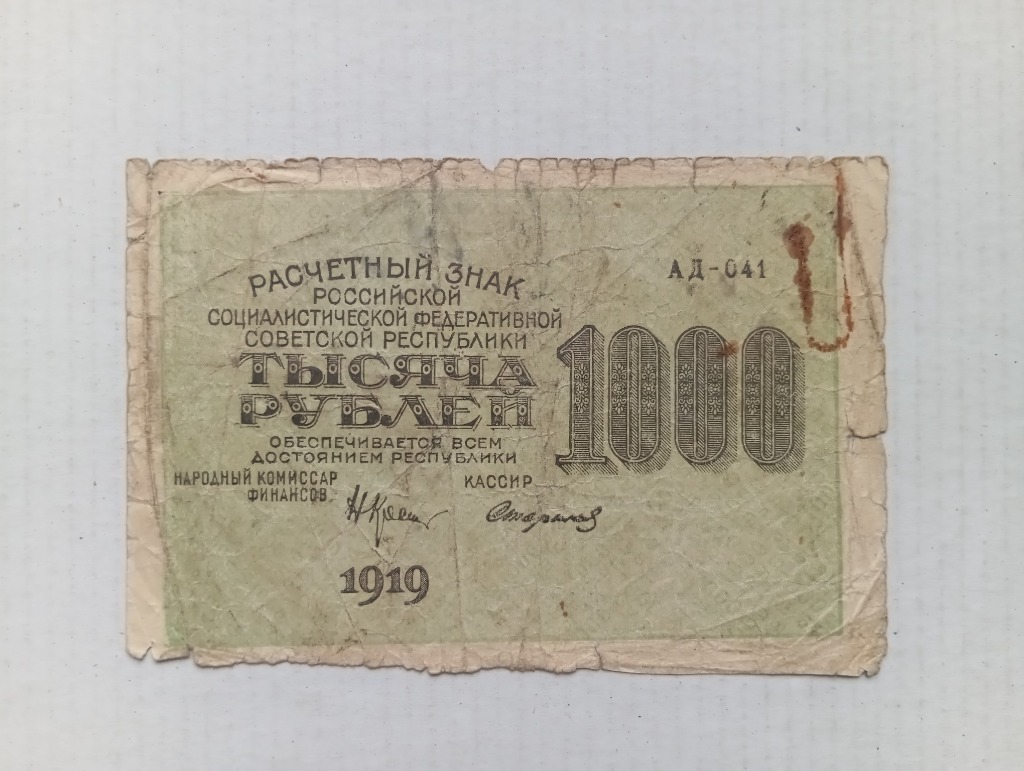 АД-041
РАСЧЕТНЫЙ ЗНАК
РОССИЙСКОЙ
СОЦИАЛИСТИЧЕСКОЙ ФЕДЕРАТИВНОЙ
СОВЕТСКОЙ РЕСПУБЛИКИ
ТЫСЯЧА
РУБЛЕЙ
1000
ОБЕСПЕЧИВАЕТСЯ ВСЕМ
ДОСТОЯНИЕМ РЕСПУБЛИКИ
НАРОДНЫЙ КОМИССАР
ФИНАНСОВ.
КАССИР
1919